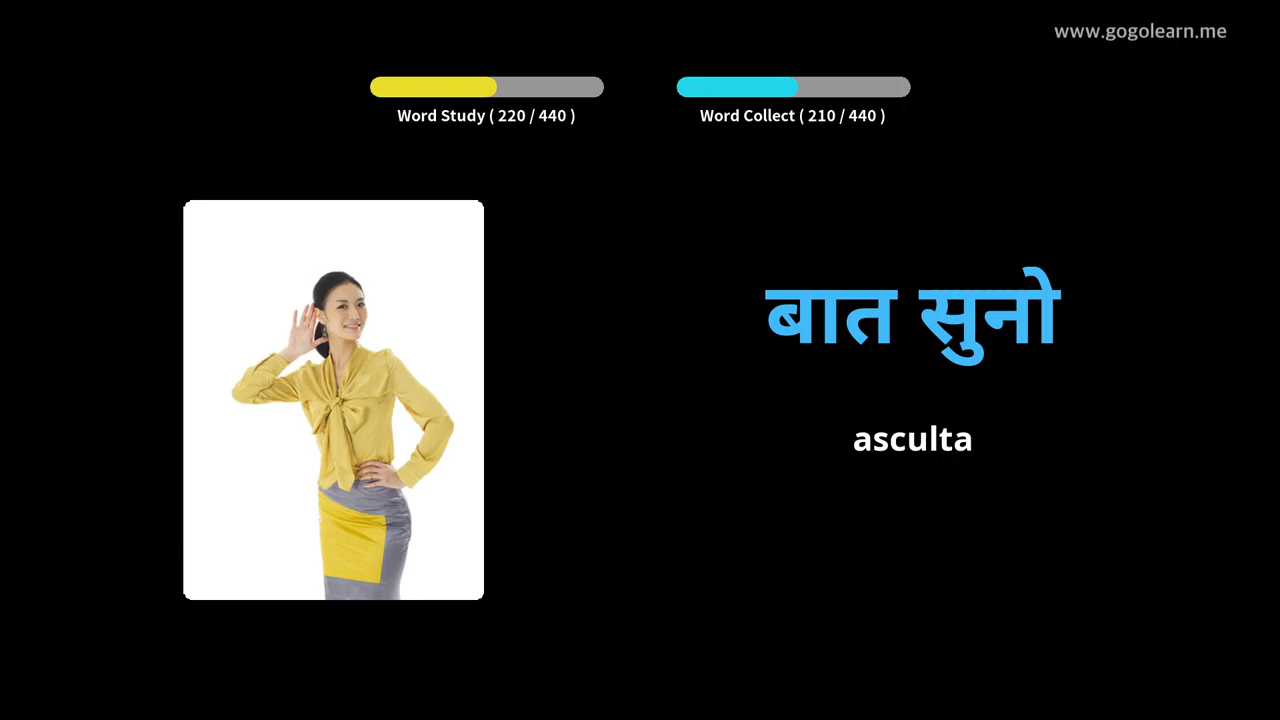 www.gogolearn.me
Word Study ( 220 / 440 )
Word Collect ( 210 / 440 )
बात सुनो
asculta